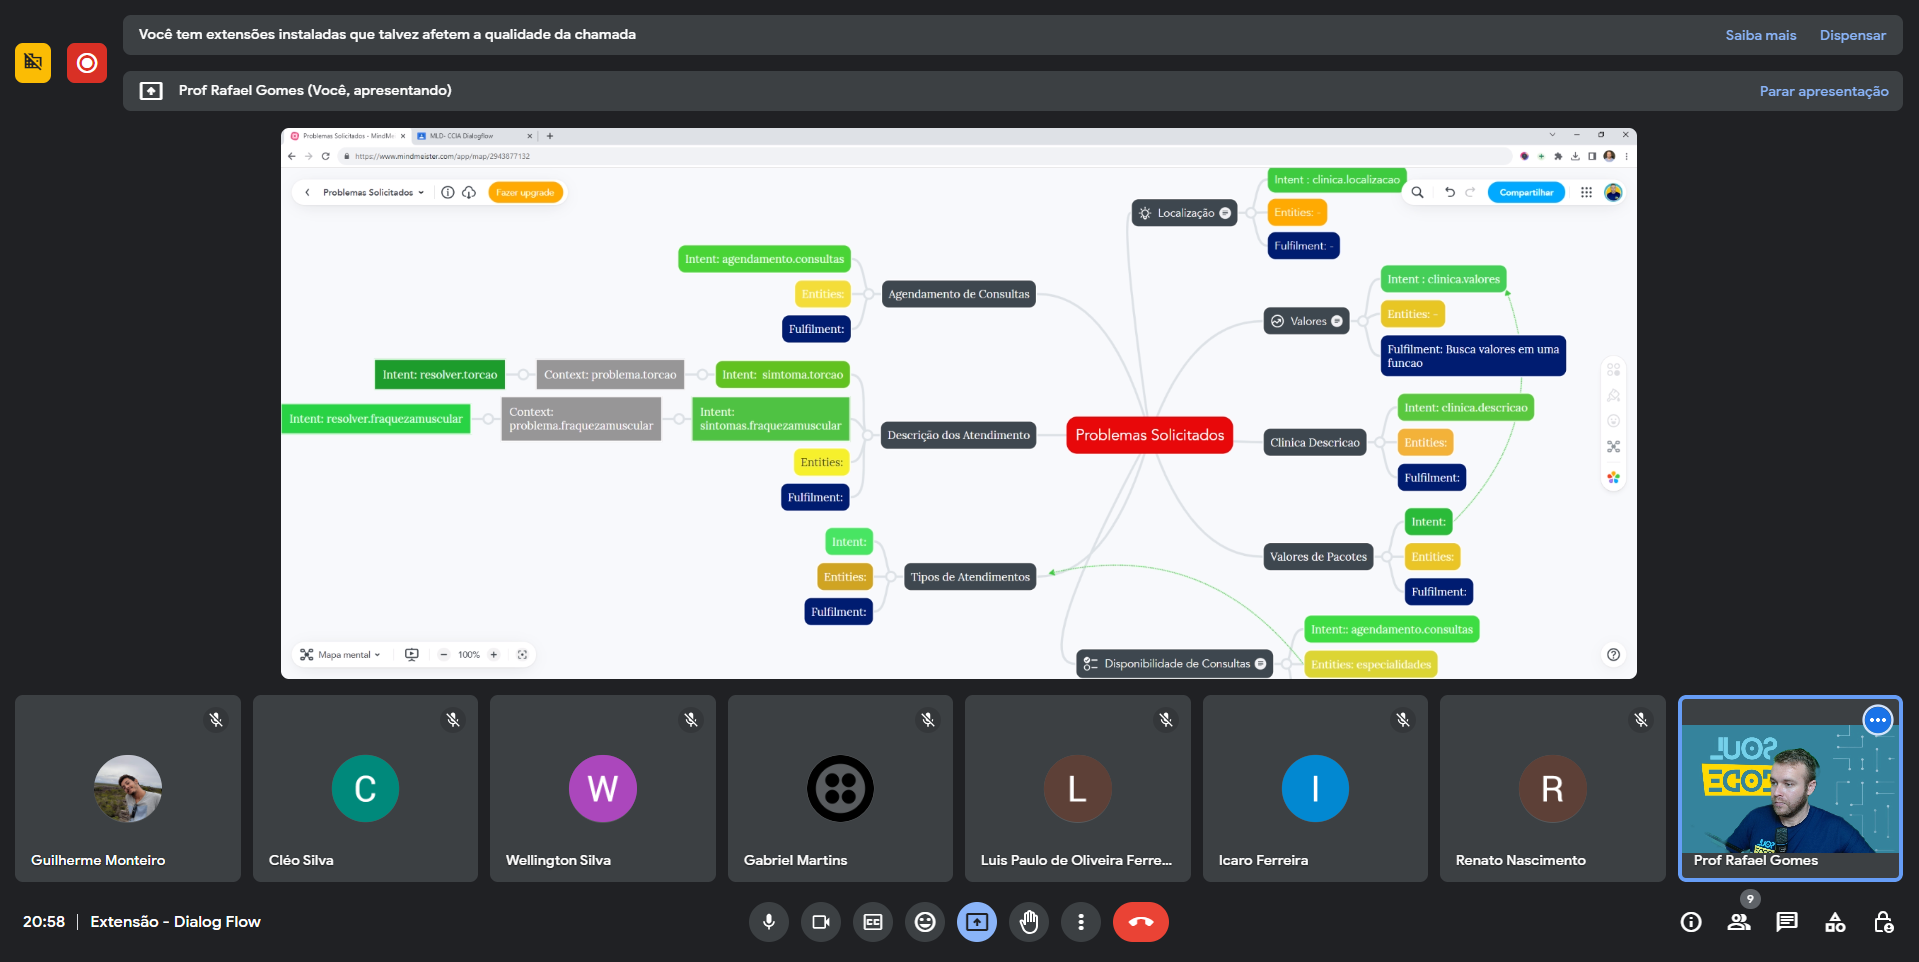 Você tem extensões instaladas que talvez afetem a qualidade da chamada
Saiba mais
Dispensar
Prof Rafael Gomes (Você, apresentando)
Parar apresentação
Problemas Solicitados - MindMe
MLD- CCIA Dialogflow
https://www.mindmeister.com/app/map/2943877132
Problemas Solicitados
Fazer upgrade
Compartilhar
Intent : clinica.localizacao
Localização
Entities: -
Fulfilment: -
Intent: agendamento.consultas
Entities:
Agendamento de Consultas
Fulfilment:
Intent : clinica.valores
Valores
Entities: -
Fulfilment: Busca valores em uma
funcao
Intent: resolver.torcao
Context: problema.torcao
Intent:  simtoma.torcao
Intent: resolver.fraquezamuscular
Context:
problema.fraquezamuscular
Intent:
sintomas.fraquezamuscular
Descrição dos Atendimento
Entities:
Fulfilment:
Problemas Solicitados
Intent: clinica.descricao
Clinica Descricao
Entities:
Fulfilment:
Intent:
Valores de Pacotes
Entities:
Fulfilment:
Intent:
Entities:
Tipos de Atendimentos
Fulfilment:
Intent:: agendamento.consultas
Disponibilidade de Consultas
Entities: especialidades
Mapa mental
100%
C
W
L
I
R
SOUL
CODE
Guilherme Monteiro
Cléo Silva
Wellington Silva
Gabriel Martins
Luis Paulo de Oliveira Ferre...
Icaro Ferreira
Renato Nascimento
Prof Rafael Gomes
20:58
Extensão - Dialog Flow
9